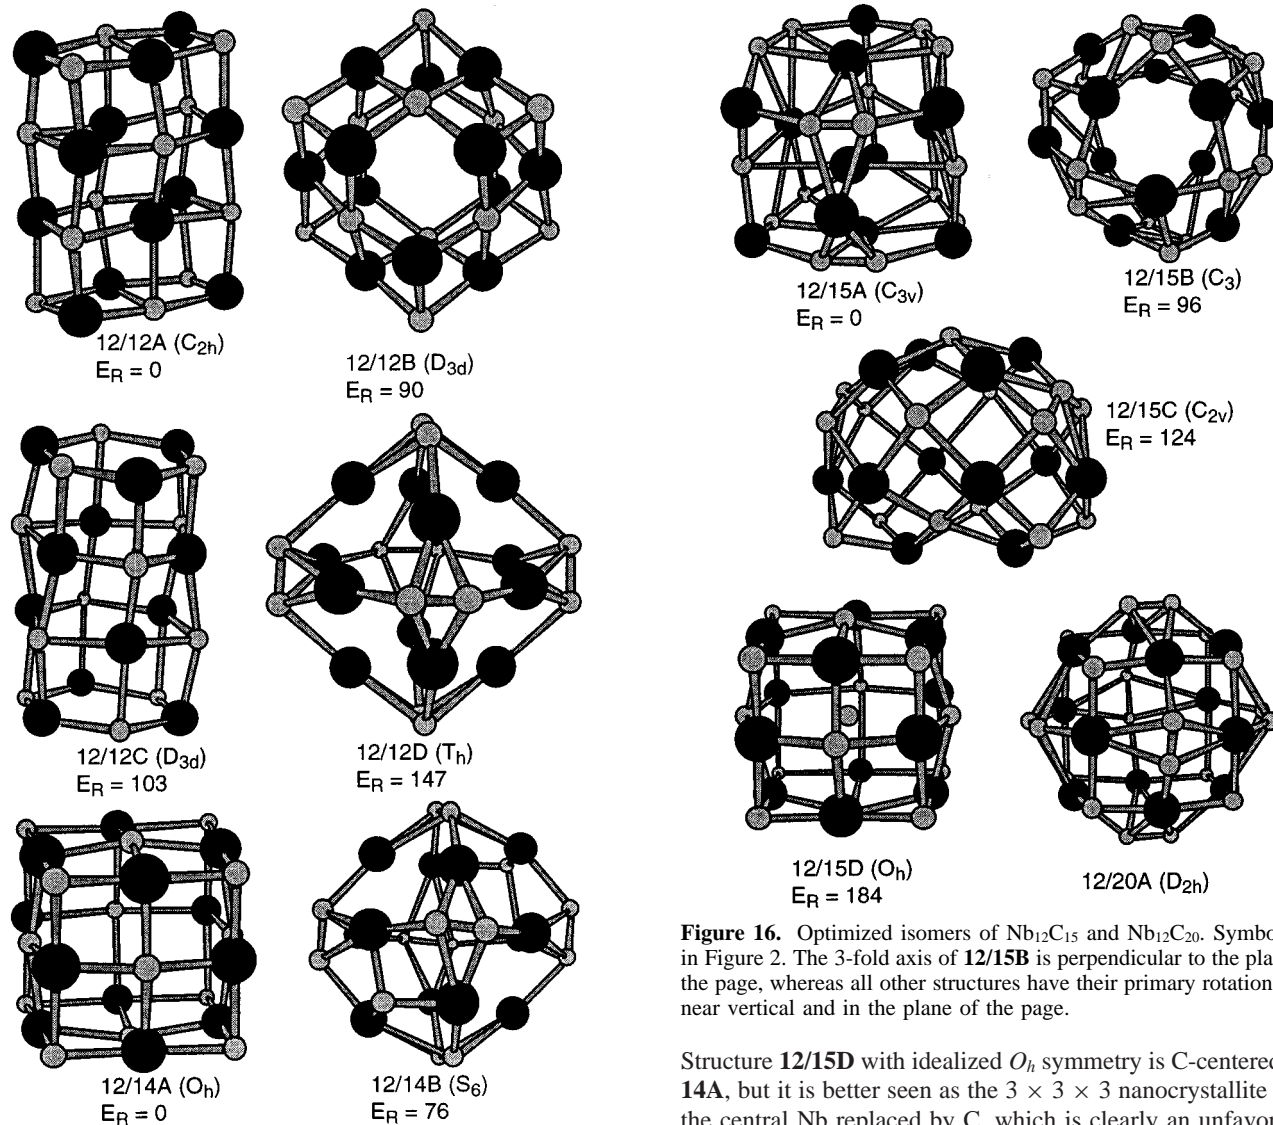 12/12A (C2h)
ER = 0
12/12B (D3d)
ER = 90
12/12C (D3d)
ER = 103
12/12D (Th)
ER = 147
12/14A (Oh)
ER = 0
12/14B (S6)
ER = 76
12/15A (C3v)
ER = 0
12/15B (C3)
ER = 96
12/15C (C2v)
ER = 124
12/15D (Oh)
ER = 184
12/20A (D2h)
Figure 16. Optimized isomers of Nb12C15 and Nb12C20. Symbo
in Figure 2. The 3-fold axis of 12/15B is perpendicular to the pla
the page, whereas all other structures have their primary rotation
near vertical and in the plane of the page.
Structure 12/15D with idealized Oh symmetry is C-centered
14A, but it is better seen as the 3 × 3 × 3 nanocrystallite
the central Nb replaced by C, which is clearly an unfavor